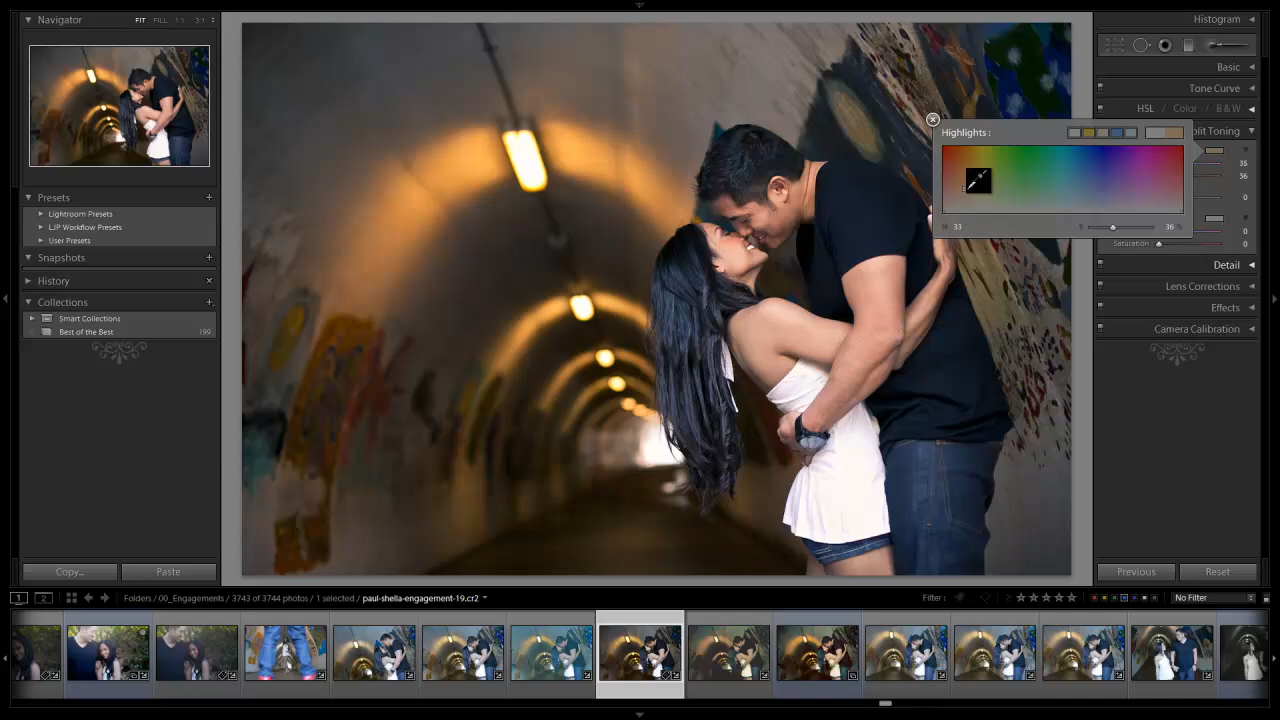 Navigator
FIT FILL 1:1 3:1
Histogram
Basic
Tone Curve
HSL / Color / B & W
Highlights :
plit Toning
35
36
0
H 33
S 36 %
0
Saturation 0
Detail
Lens Corrections
Effects
Camera Calibration
Presets
Lightroom Presets
LJP Workflow Presets
User Presets
Snapshots
History
Collections
Smart Collections
Best of the Best 199
Copy... Paste
Previous Reset
1 2 Folders / 00_Engagements / 3743 of 3744 photos / 1 selected / paul-shella-engagement-19.cr2
Filter : No Filter